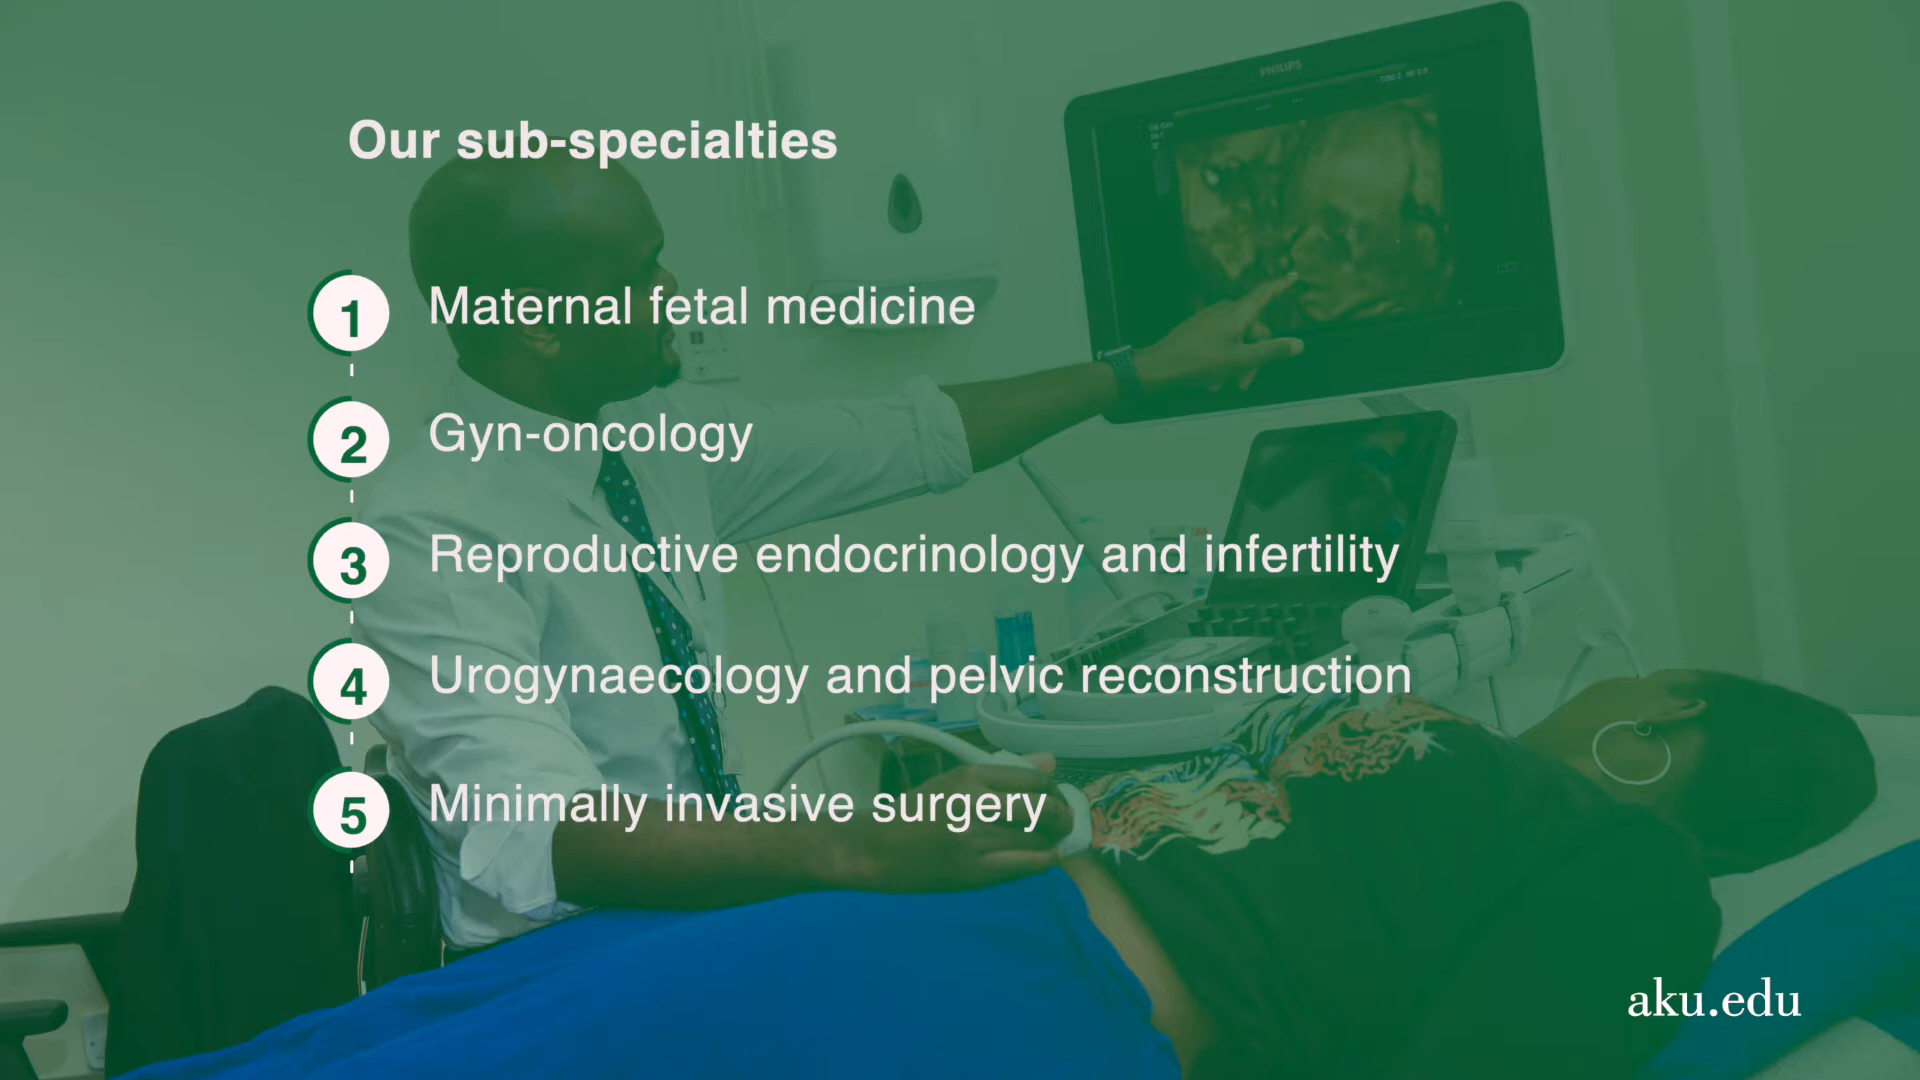 PHILIPS
Our sub-specialties
1 Maternal fetal medicine
2 Gyn-oncology
3 Reproductive endocrinology and infertility
4 Urogynaecology and pelvic reconstruction
5 Minimally invasive surgery
aku.edu